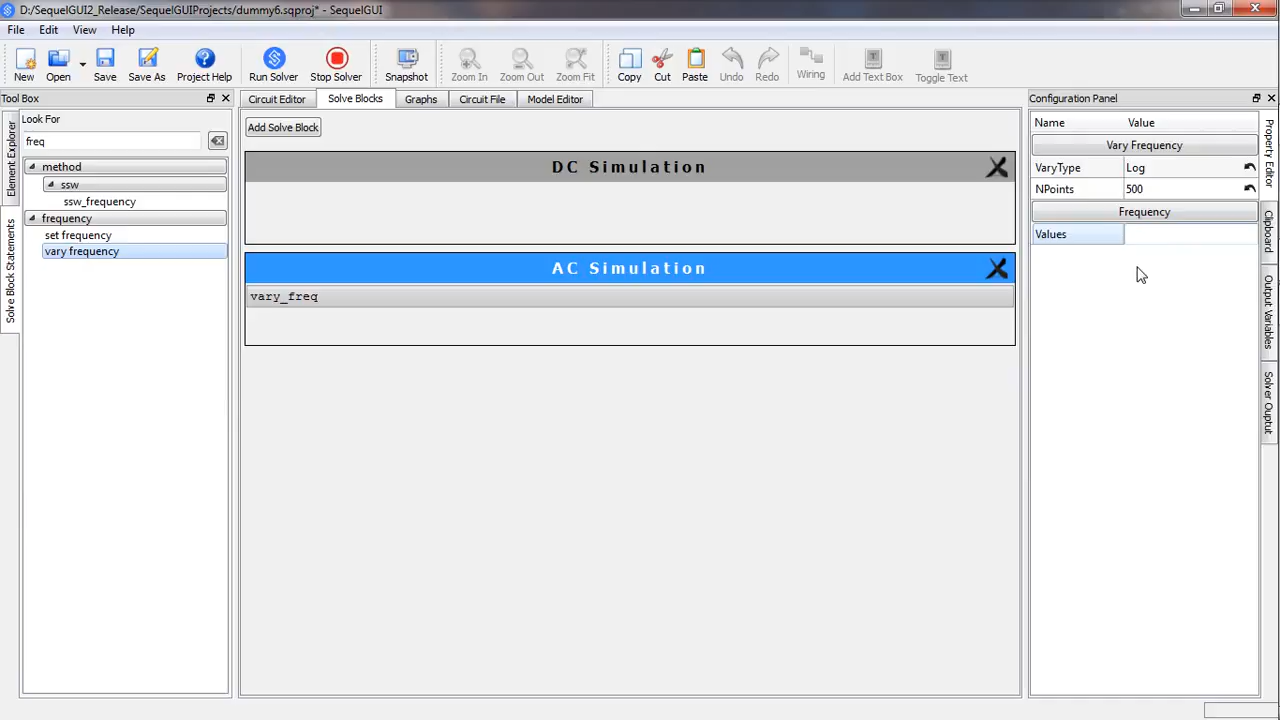 D:/SequelGUI2_Release/SequelGUIProjects/dummy6.sqproj* - SequelGUI
File Edit View Help
New Open Save Save As Project Help Run Solver Stop Solver Snapshot Zoom In Zoom Out Zoom Fit Copy Cut Paste Undo Redo Wiring Add Text Box Toggle Text
Tool Box
Circuit Editor Solve Blocks Graphs Circuit File Model Editor
Configuration Panel
Element Explorer
Solve Block Statements
Look For
freq
method
ssw
ssw_frequency
frequency
set frequency
vary frequency
Add Solve Block
DC Simulation
AC Simulation
vary_freq
Name Value
Vary Frequency
VaryType Log
NPoints 500
Frequency
Values
Property Editor
Clipboard
Output Variables
Solver Ouptut